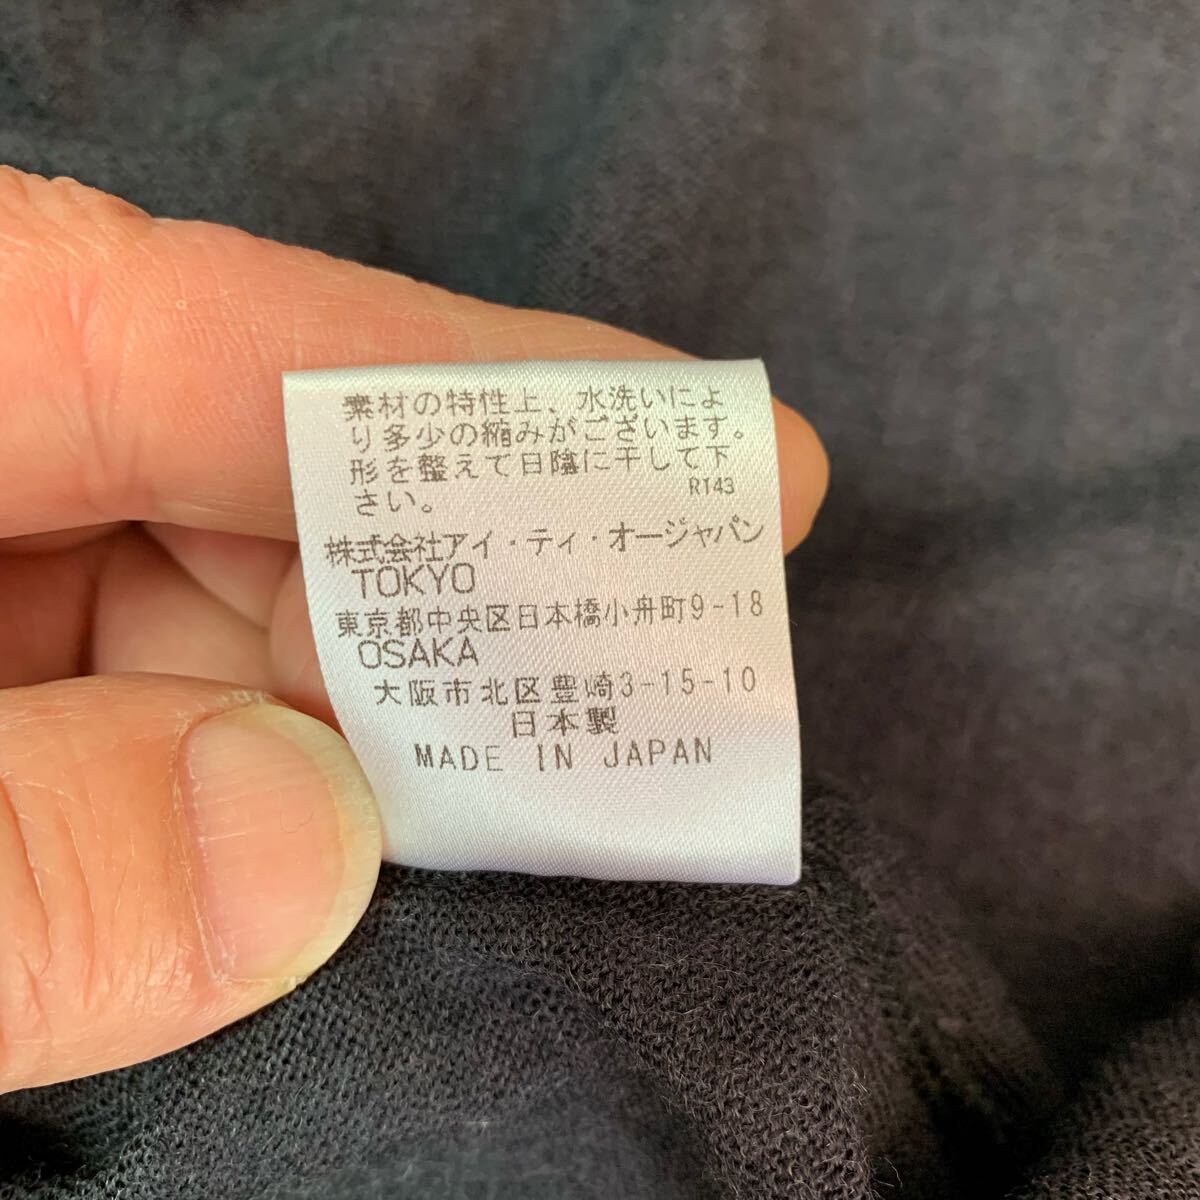 素材の特性上、水洗いによ
り多少の縮みがございます。
形を整えて日陰に干して下
さい。
R143
株式会社アイ・ティ・オージャパン
TOKYO
東京都中央区日本橋小舟町9-18
OSAKA
大阪市北区豊崎3-15-10
日本製
MADE IN JAPAN